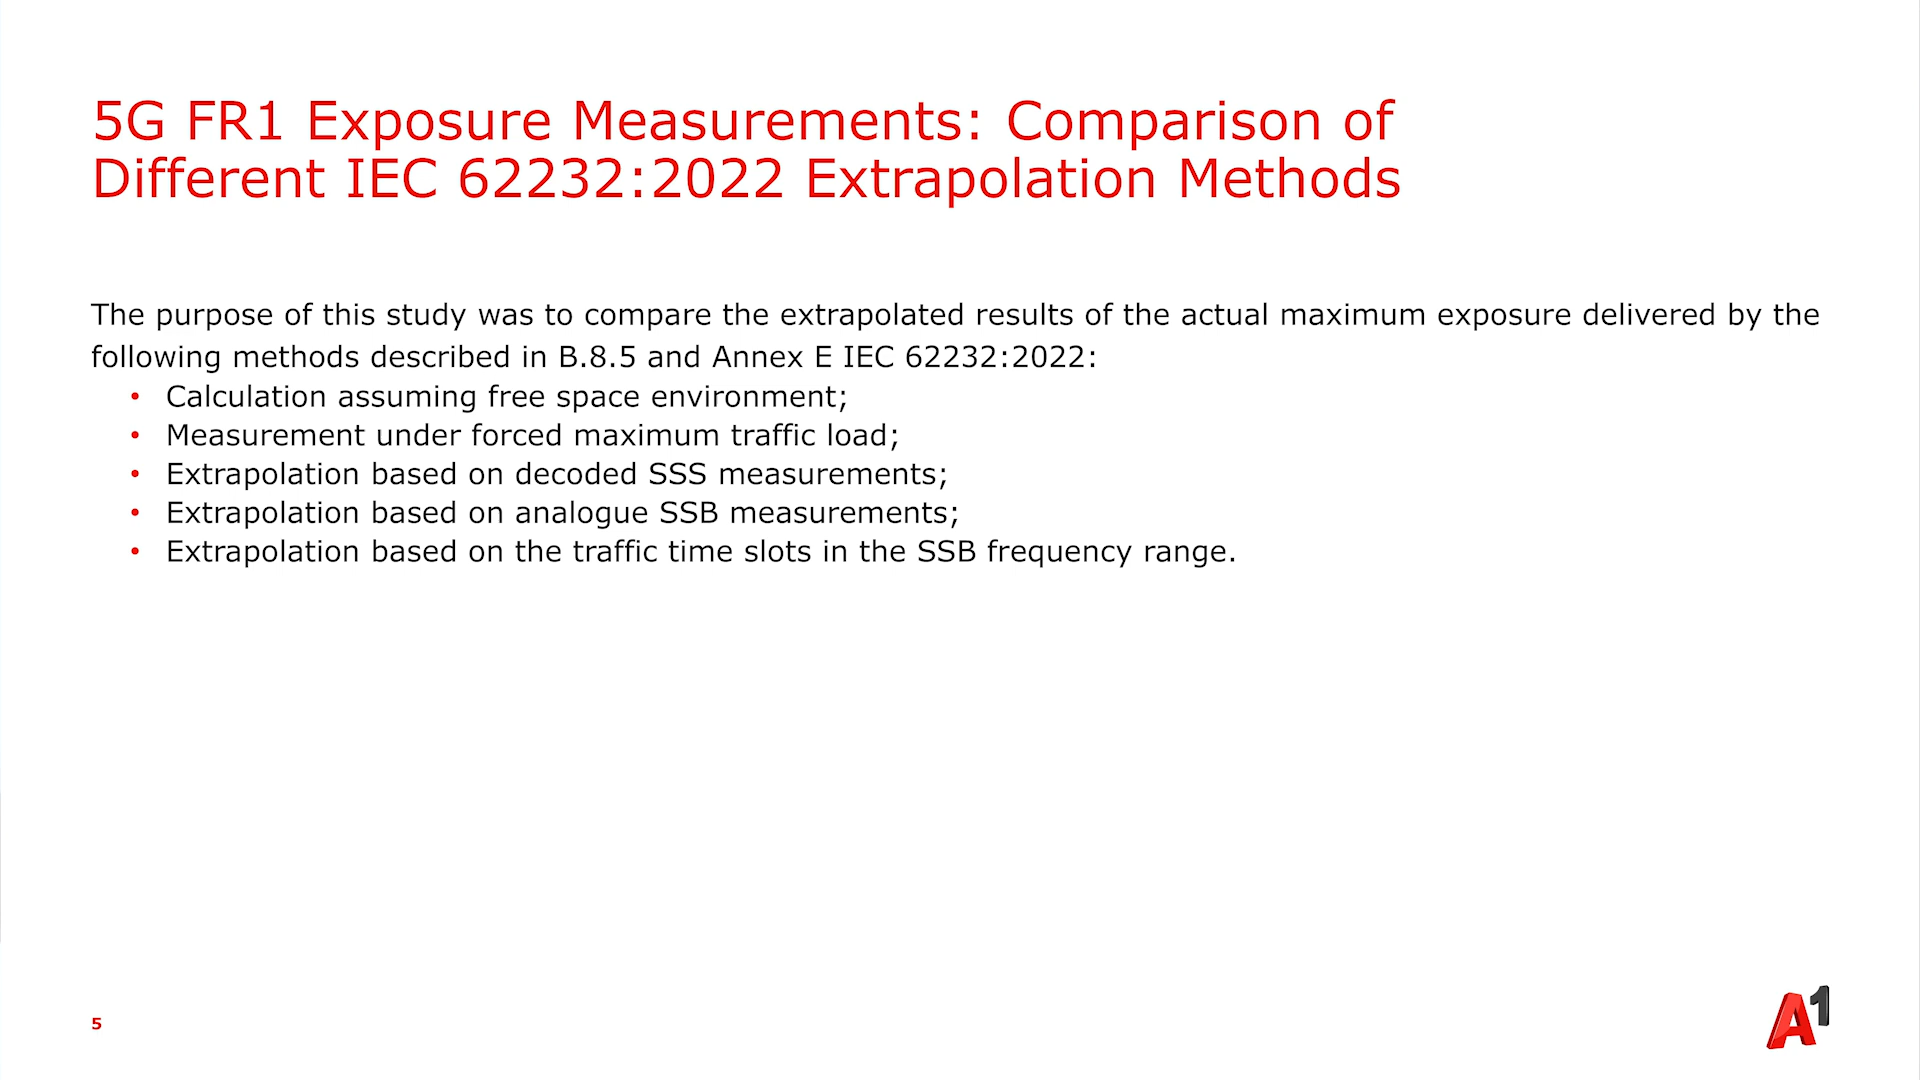 5G FR1 Exposure Measurements: Comparison of
Different IEC 62232:2022 Extrapolation Methods
The purpose of this study was to compare the extrapolated results of the actual maximum exposure delivered by the
following methods described in B.8.5 and Annex E IEC 62232:2022:
• Calculation assuming free space environment;
• Measurement under forced maximum traffic load;
• Extrapolation based on decoded SSS measurements;
• Extrapolation based on analogue SSB measurements;
• Extrapolation based on the traffic time slots in the SSB frequency range.
5
A1